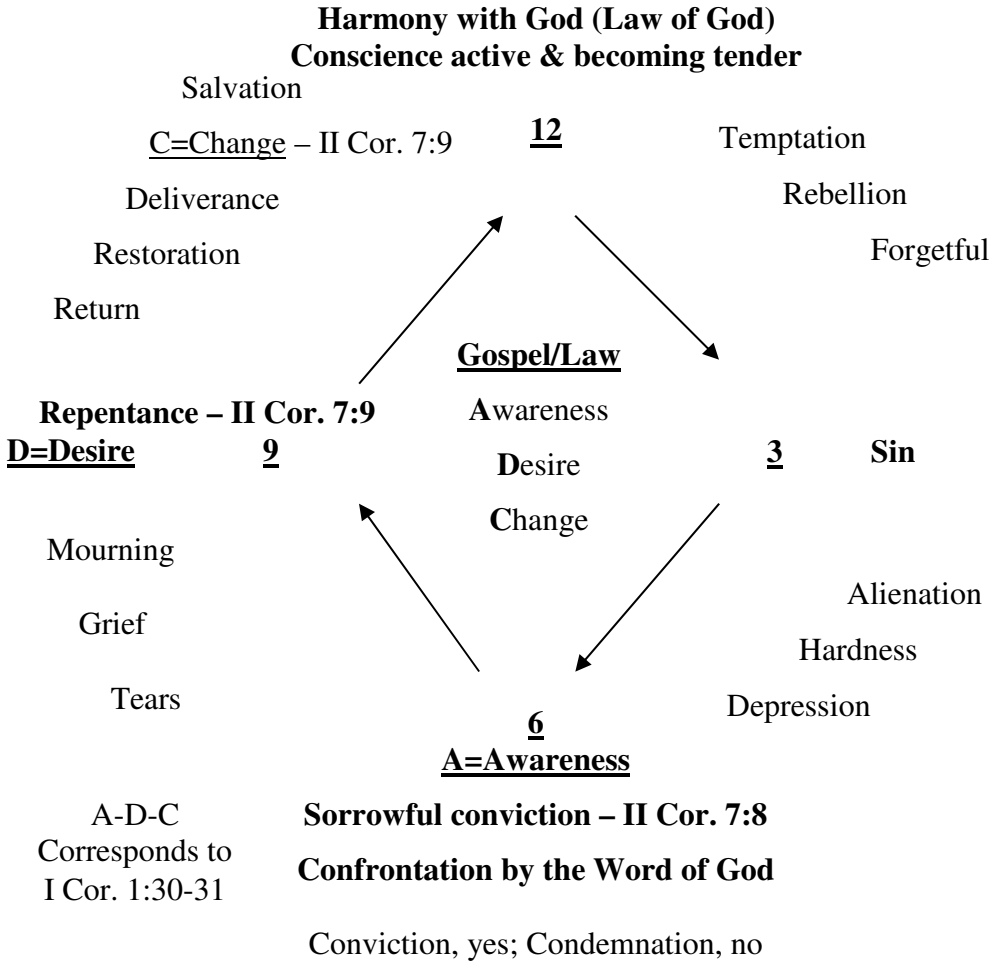 Harmony with God (Law of God)
Conscience active & becoming tender
Salvation
C=Change – II Cor. 7:9
12
Temptation
Deliverance
Rebellion
Restoration
Forgetful
Return
Gospel/Law
Awareness
Desire
Change
Repentance – II Cor. 7:9
D=Desire 9
3 Sin
Mourning
Grief
Tears
Alienation
Hardness
Depression
6
A=Awareness
Sorrowful conviction – II Cor. 7:8
Confrontation by the Word of God
Conviction, yes; Condemnation, no
A-D-C
Corresponds to
I Cor. 1:30-31